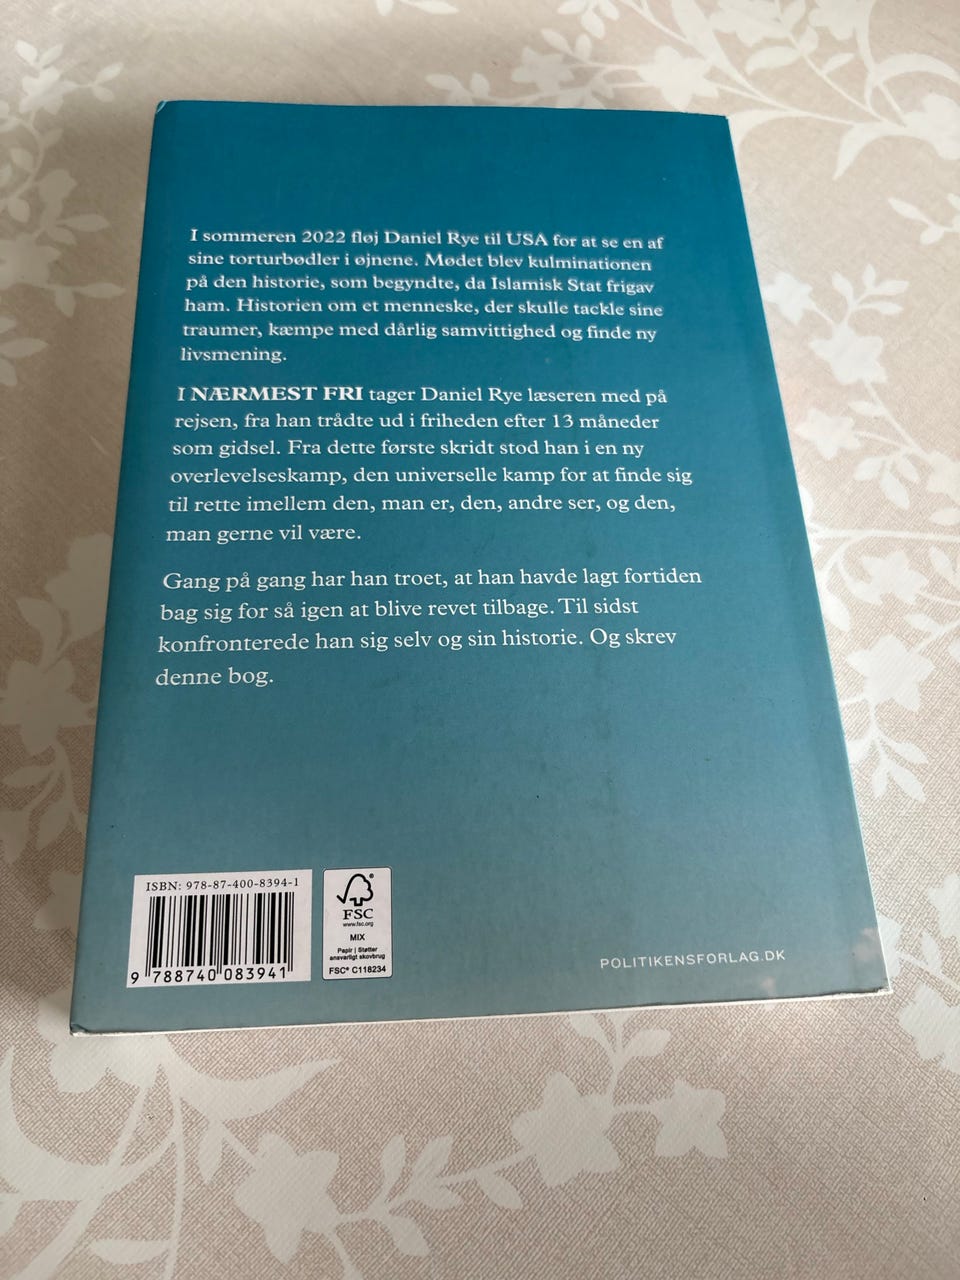 I sommeren 2022 fløj Daniel Rye til USA for at se en af
sine torturbødler i øjnene. Mødet blev kulminationen
på den historie, som begyndte, da Islamisk Stat frigav
ham. Historien om et menneske, der skulle tackle sine
traumer, kæmpe med dårlig samvittighed og finde ny
livsmening.
I NÆRMEST FRI tager Daniel Rye læseren med på
rejsen, fra han trådte ud i friheden efter 13 måneder
som gidsel. Fra dette første skridt stod han i en ny
overlevelseskamp, den universelle kamp for at finde sig
til rette imellem den, man er, den, andre ser, og den,
man gerne vil være.
Gang på gang har han troet, at han havde lagt fortiden
bag sig for så igen at blive revet tilbage. Til sidst
konfronterede han sig selv og sin historie. Og skrev
denne bog.
ISBN: 978-87-400-8394-1
9 788740 083941
FSC
www.fsc.org
MIX
Papir | Støtter
ansvarligt skovbrug
FSC® C118234
POLITIKENSFORLAG.DK